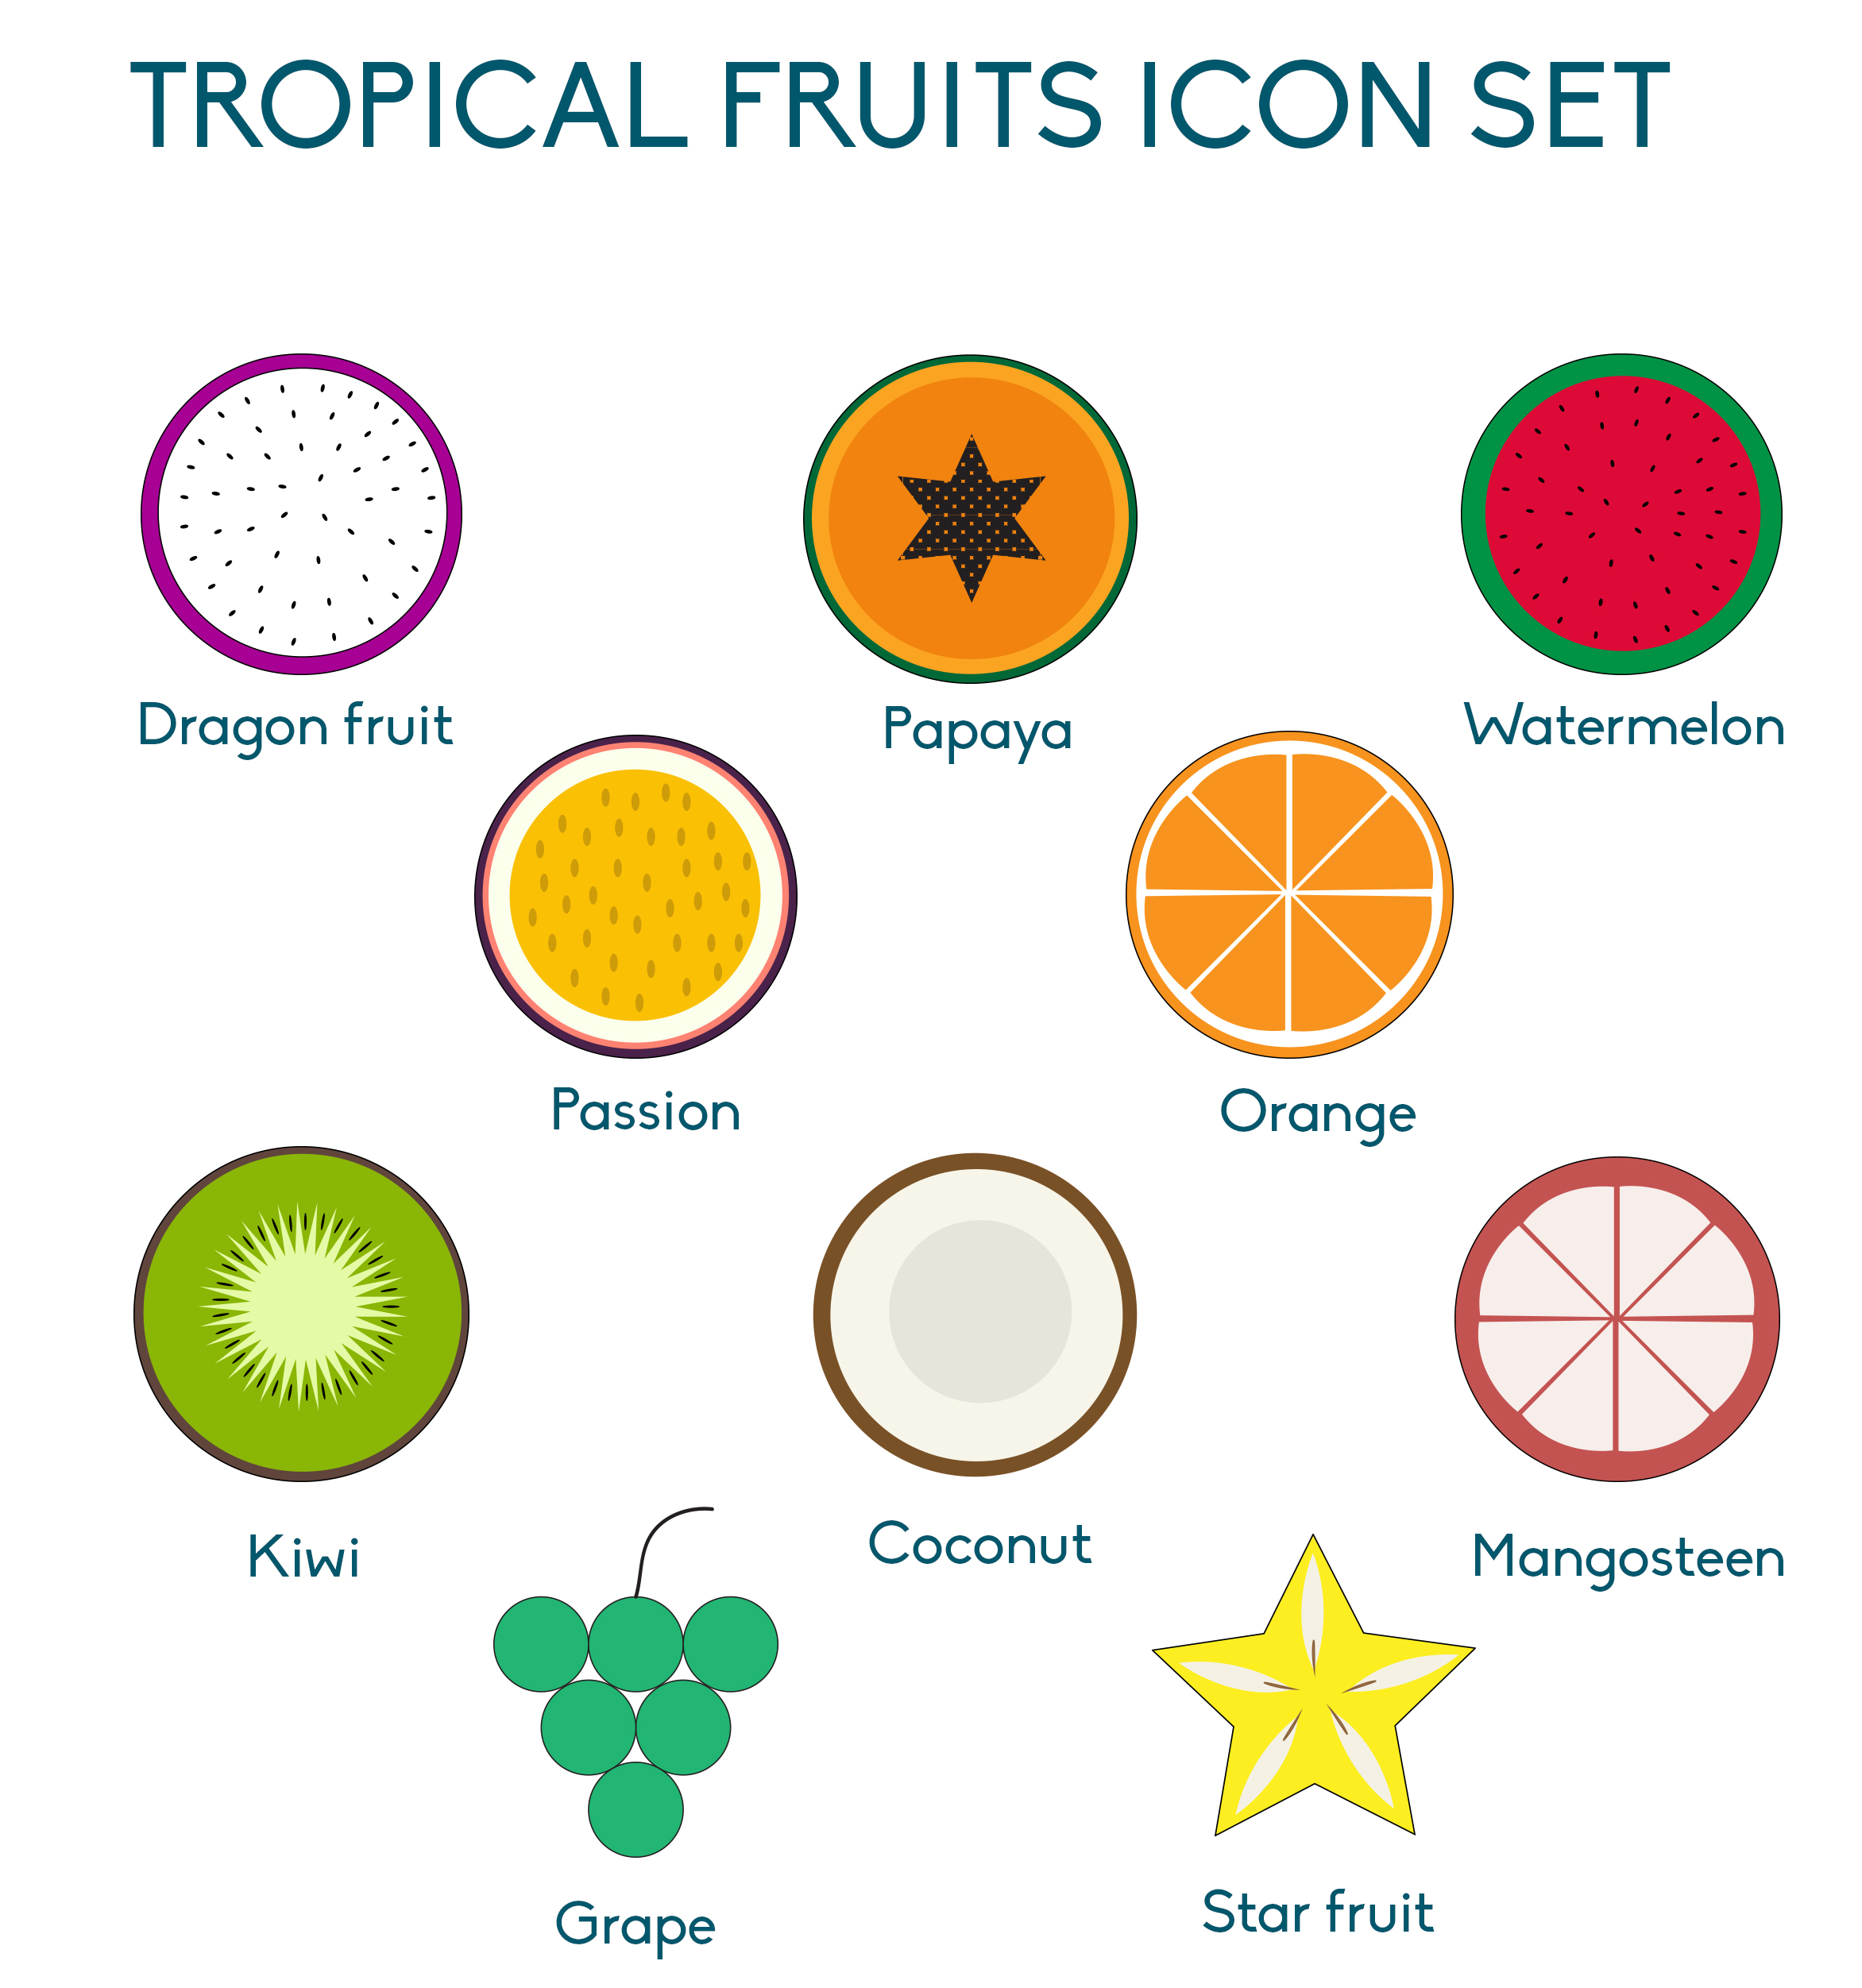 TROPICAL FRUITS ICON SET
Dragon fruit
Papaya
Watermelon
Passion
Orange
Kiwi
Coconut
Mangosteen
Grape
Star fruit